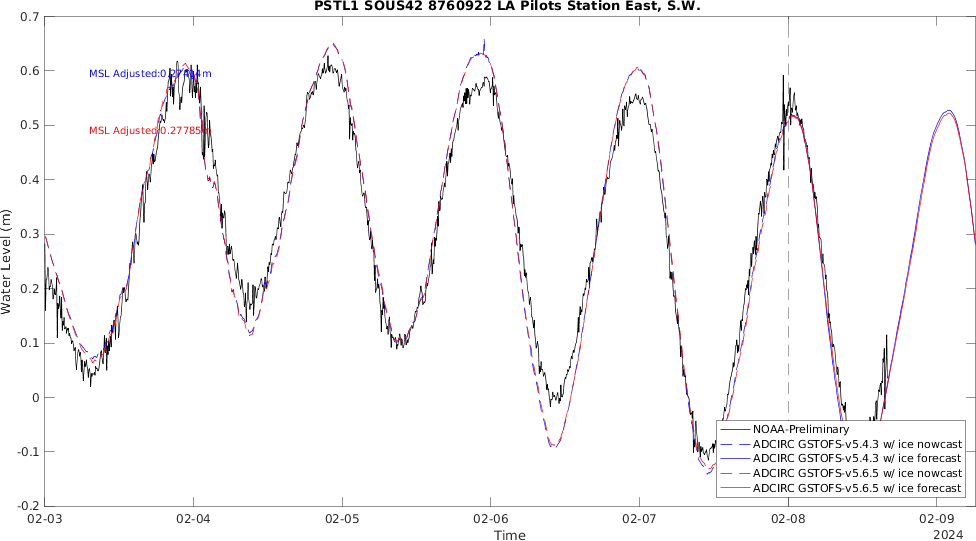 PSTL1 SOUS42 8760922 LA Pilots Station East, S.W.
0.7
0.6
0.5
0.4
0.3
0.2
0.1
0
-0.1
-0.2
Water Level (m)
MSL Adjusted:
MSL Adjusted:0.27785m
NOAA-Preliminary
ADCIRC GSTOFS-v5.4.3 w/ ice nowcast
ADCIRC GSTOFS-v5.4.3 w/ ice forecast
ADCIRC GSTOFS-v5.6.5 w/ ice nowcast
ADCIRC GSTOFS-v5.6.5 w/ ice forecast
02-03 02-04 02-05 02-06 02-07 02-08 02-09
Time
2024